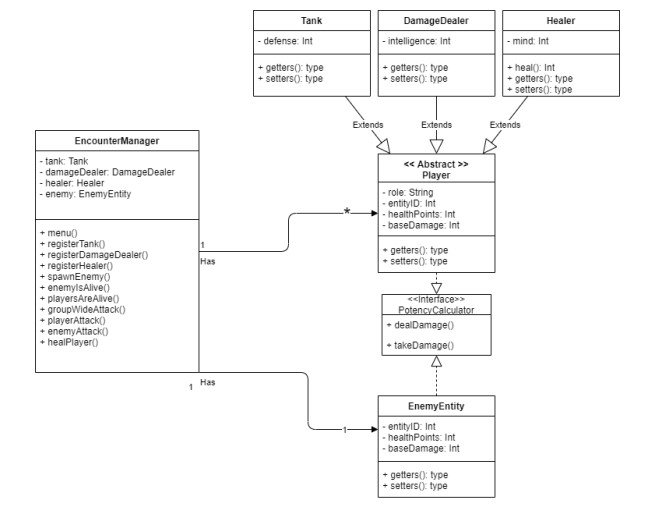 Tank
- defense: Int
+ getters(): type
+ setters(): type
DamageDealer
- intelligence: Int
+ getters(): type
+ setters(): type
Healer
- mind: Int
+ heal(): Int
+ getters(): type
+ setters(): type
Extends
Extends
Extends
EncounterManager
- tank: Tank
- damageDealer: DamageDealer
- healer: Healer
- enemy: EnemyEntity
+ menu()
+ registerTank()
+ registerDamageDealer()
+ registerHealer()
+ spawnEnemy()
+ enemyIsAlive()
+ playersAreAlive()
+ groupWideAttack()
+ playerAttack()
+ enemyAttack()
+ healPlayer()
1
Has
*
<< Abstract >>
Player
- role: String
- entityID: Int
- healthPoints: Int
- baseDamage: Int
+ getters(): type
+ setters(): type
<<Interface>>
PotencyCalculator
+ dealDamage()
+ takeDamage()
1
Has
1
EnemyEntity
- entityID: Int
- healthPoints: Int
- baseDamage: Int
+ getters(): type
+ setters(): type